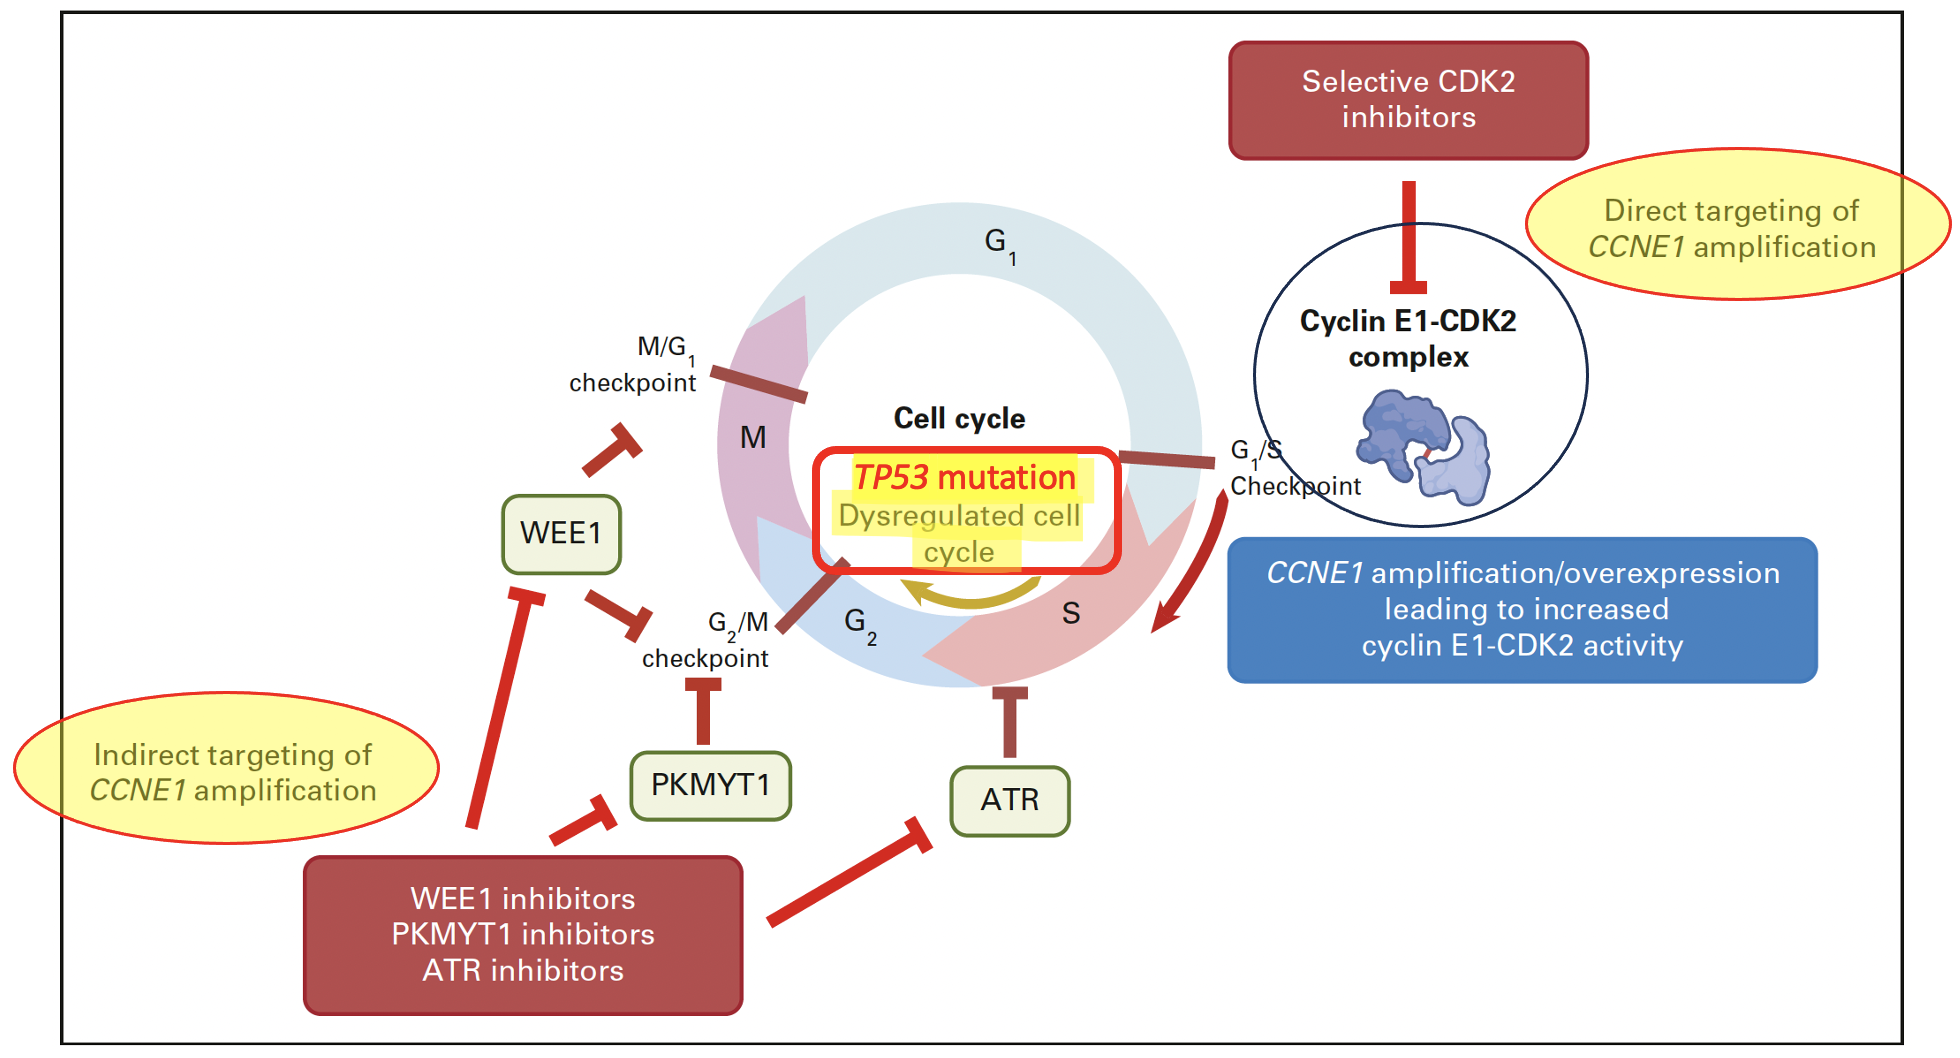 Selective CDK2
inhibitors
Direct targeting of
CCNE1 amplification
G1
Cyclin E1-CDK2
complex
M/G1
checkpoint
Cell cycle
M
G1/S
Checkpoint
TP53 mutation
Dysregulated cell
cycle
WEE1
CCNE1 amplification/overexpression
leading to increased
cyclin E1-CDK2 activity
G2/M
checkpoint
G2
S
Indirect targeting of
CCNE1 amplification
PKMYT1
ATR
WEE1 inhibitors
PKMYT1 inhibitors
ATR inhibitors